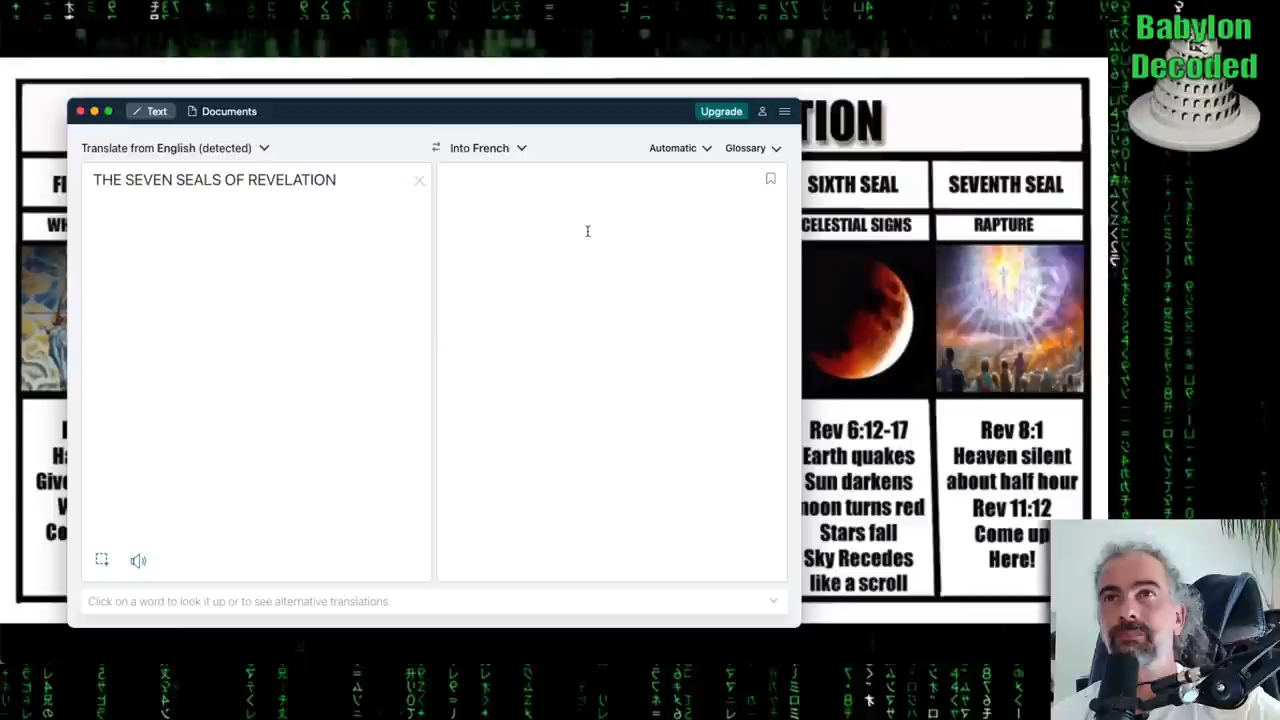 Babylon
Decoded
TION
Text
Documents
Upgrade
Translate from English (detected)
Into French
Automatic
Glossary
THE SEVEN SEALS OF REVELATION
SIXTH SEAL
SEVENTH SEAL
CELESTIAL SIGNS
RAPTURE
Rev 6:12-17
Earth quakes
Sun darkens
moon turns red
Stars fall
Sky Recedes
like a scroll
Rev 8:1
Heaven silent
about half hour
Rev 11:12
Come up
Here!
Click on a word to look it up or to see alternative translations.